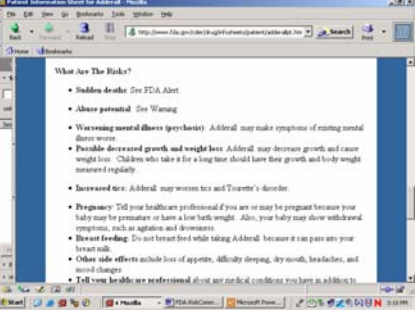 Patient Information Sheet for Adderall - Mozilla
File Edit View Go Bookmarks Tools Window Help
Back Forward Reload Stop http://www.fda.gov/cder/drug/InfoSheets/patient/adderallpt.htm Search Print
Home Bookmarks
What Are The Risks?
• Sudden deaths: See FDA Alert
• Abuse potential: See Warning
• Worsening mental illness (psychosis): Adderall may make symptoms of existing mental
illness worse.
• Possible decreased growth and weight loss: Adderall may decrease growth and cause
weight loss. Children who take it for a long time should have their growth and body weight
measured regularly.
• Increased tics: Adderall may worsen tics and Tourette's disorder.
• Pregnancy: Tell your healthcare professional if you are or may be pregnant because your
baby may be premature or have a low birth weight. Also, your baby may show withdrawal
symptoms, such as agitation and drowsiness.
• Breast feeding: Do not breast feed while taking Adderall because it can pass into your
breast milk.
• Other side effects include loss of appetite, difficulty sleeping, dry mouth, headaches, and
mood changes
• Tell your healthcare professional about any medical conditions you have in addition to
Start Mozilla FDA RiskComm... Microsoft Powe... 3:10 PM